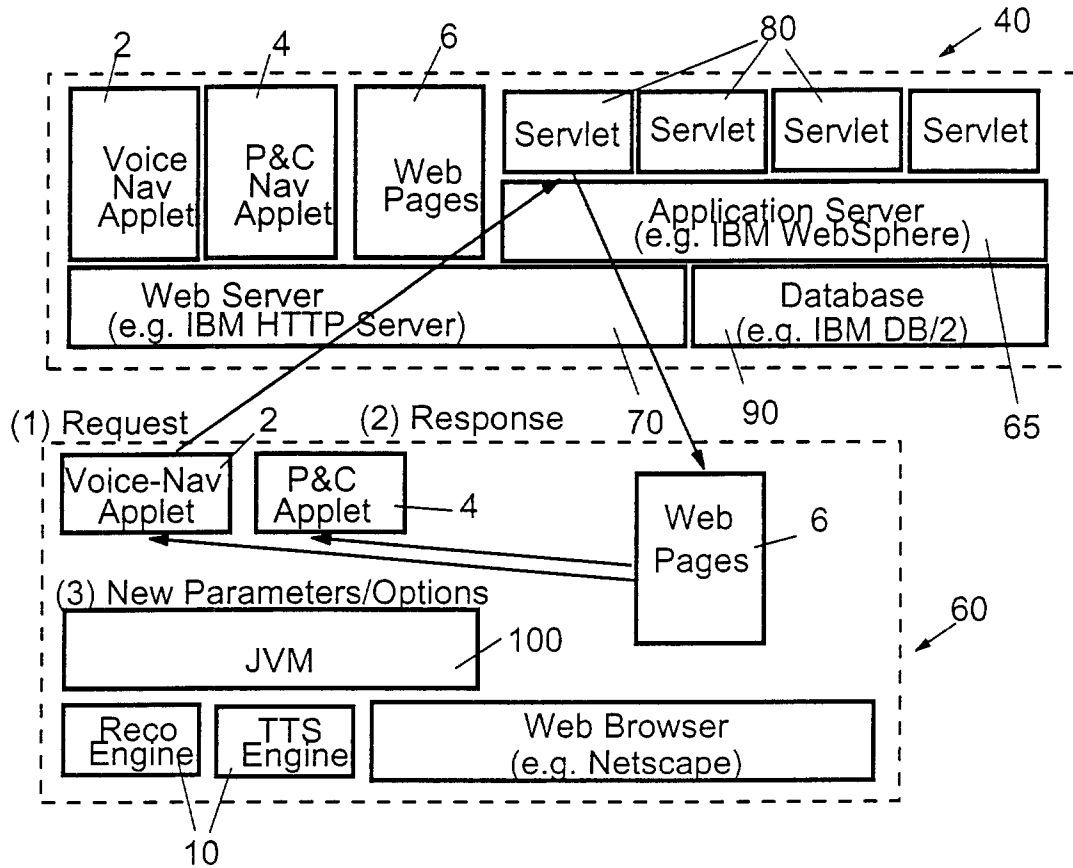 2
4
6
80
40
Voice
Nav
Applet
P&C
Nav
Applet
Web
Pages
Servlet
Servlet
Servlet
Servlet
Application Server
(e.g. IBM WebSphere)
Web Server
(e.g. IBM HTTP Server)
Database
(e.g. IBM DB/2)
(1) Request
2
(2) Response
70
90
65
Voice-Nav
Applet
P&C
Applet
4
Web
Pages
6
(3) New Parameters/Options
JVM
100
60
Reco
Engine
TTS
Engine
Web Browser
(e.g. Netscape)
10